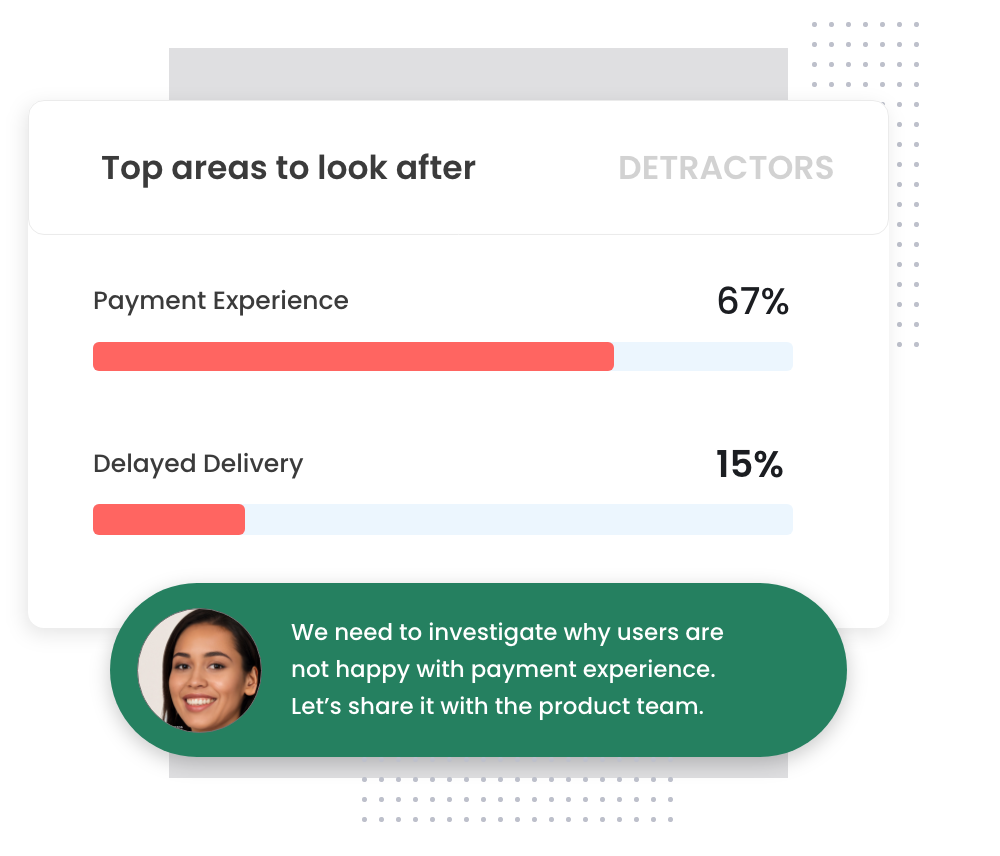 Top areas to look after DETRACTORS
Payment Experience 67%
Delayed Delivery 15%
We need to investigate why users are
not happy with payment experience.
Let’s share it with the product team.